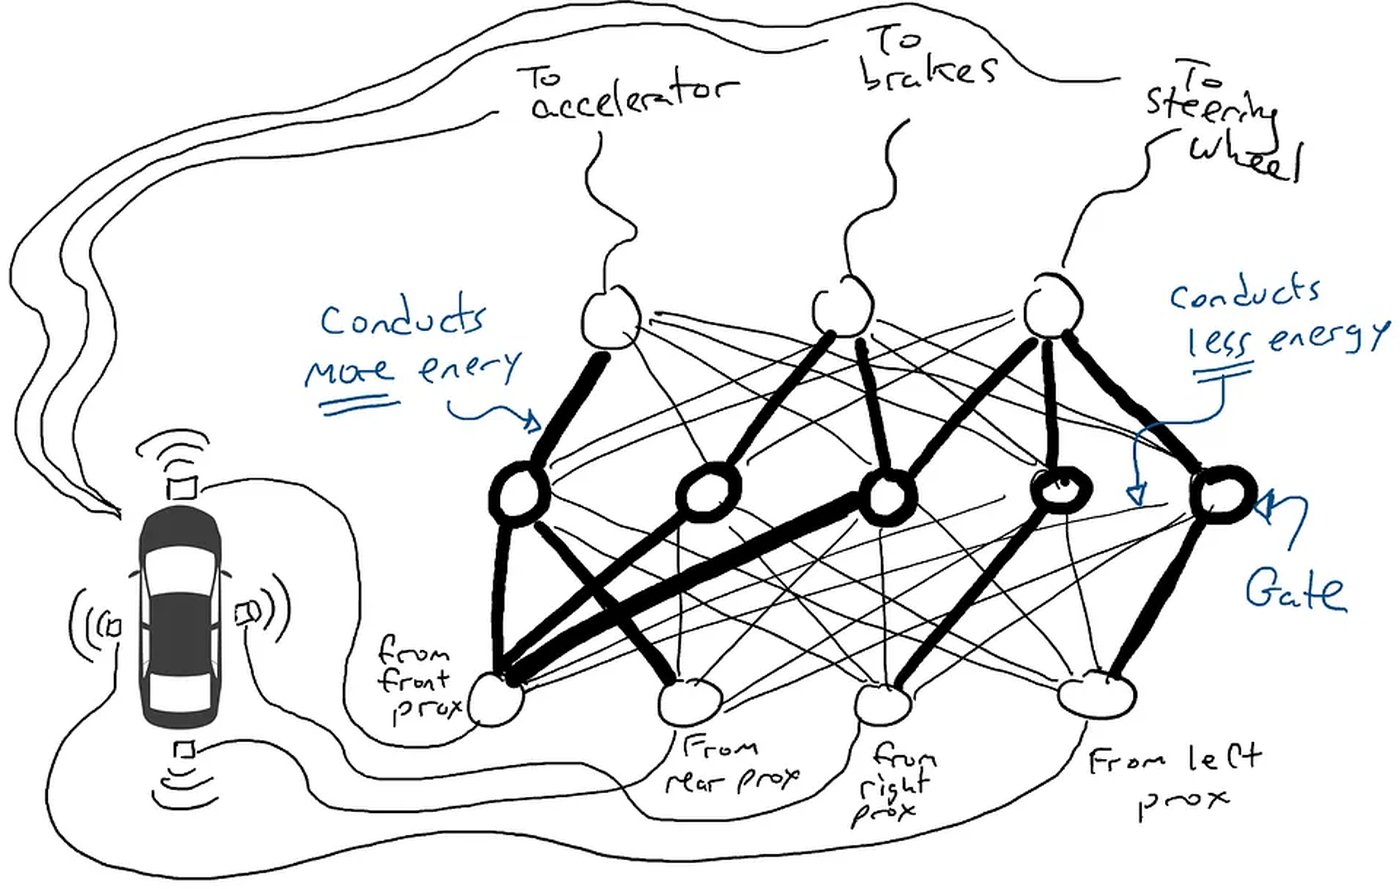 To
accelerator
To
brakes
To
steering
wheel
Conducts
more enery
Conducts
less energy
Gate
from
front
prox
From
rear prox
from
right
prox
From left
prox